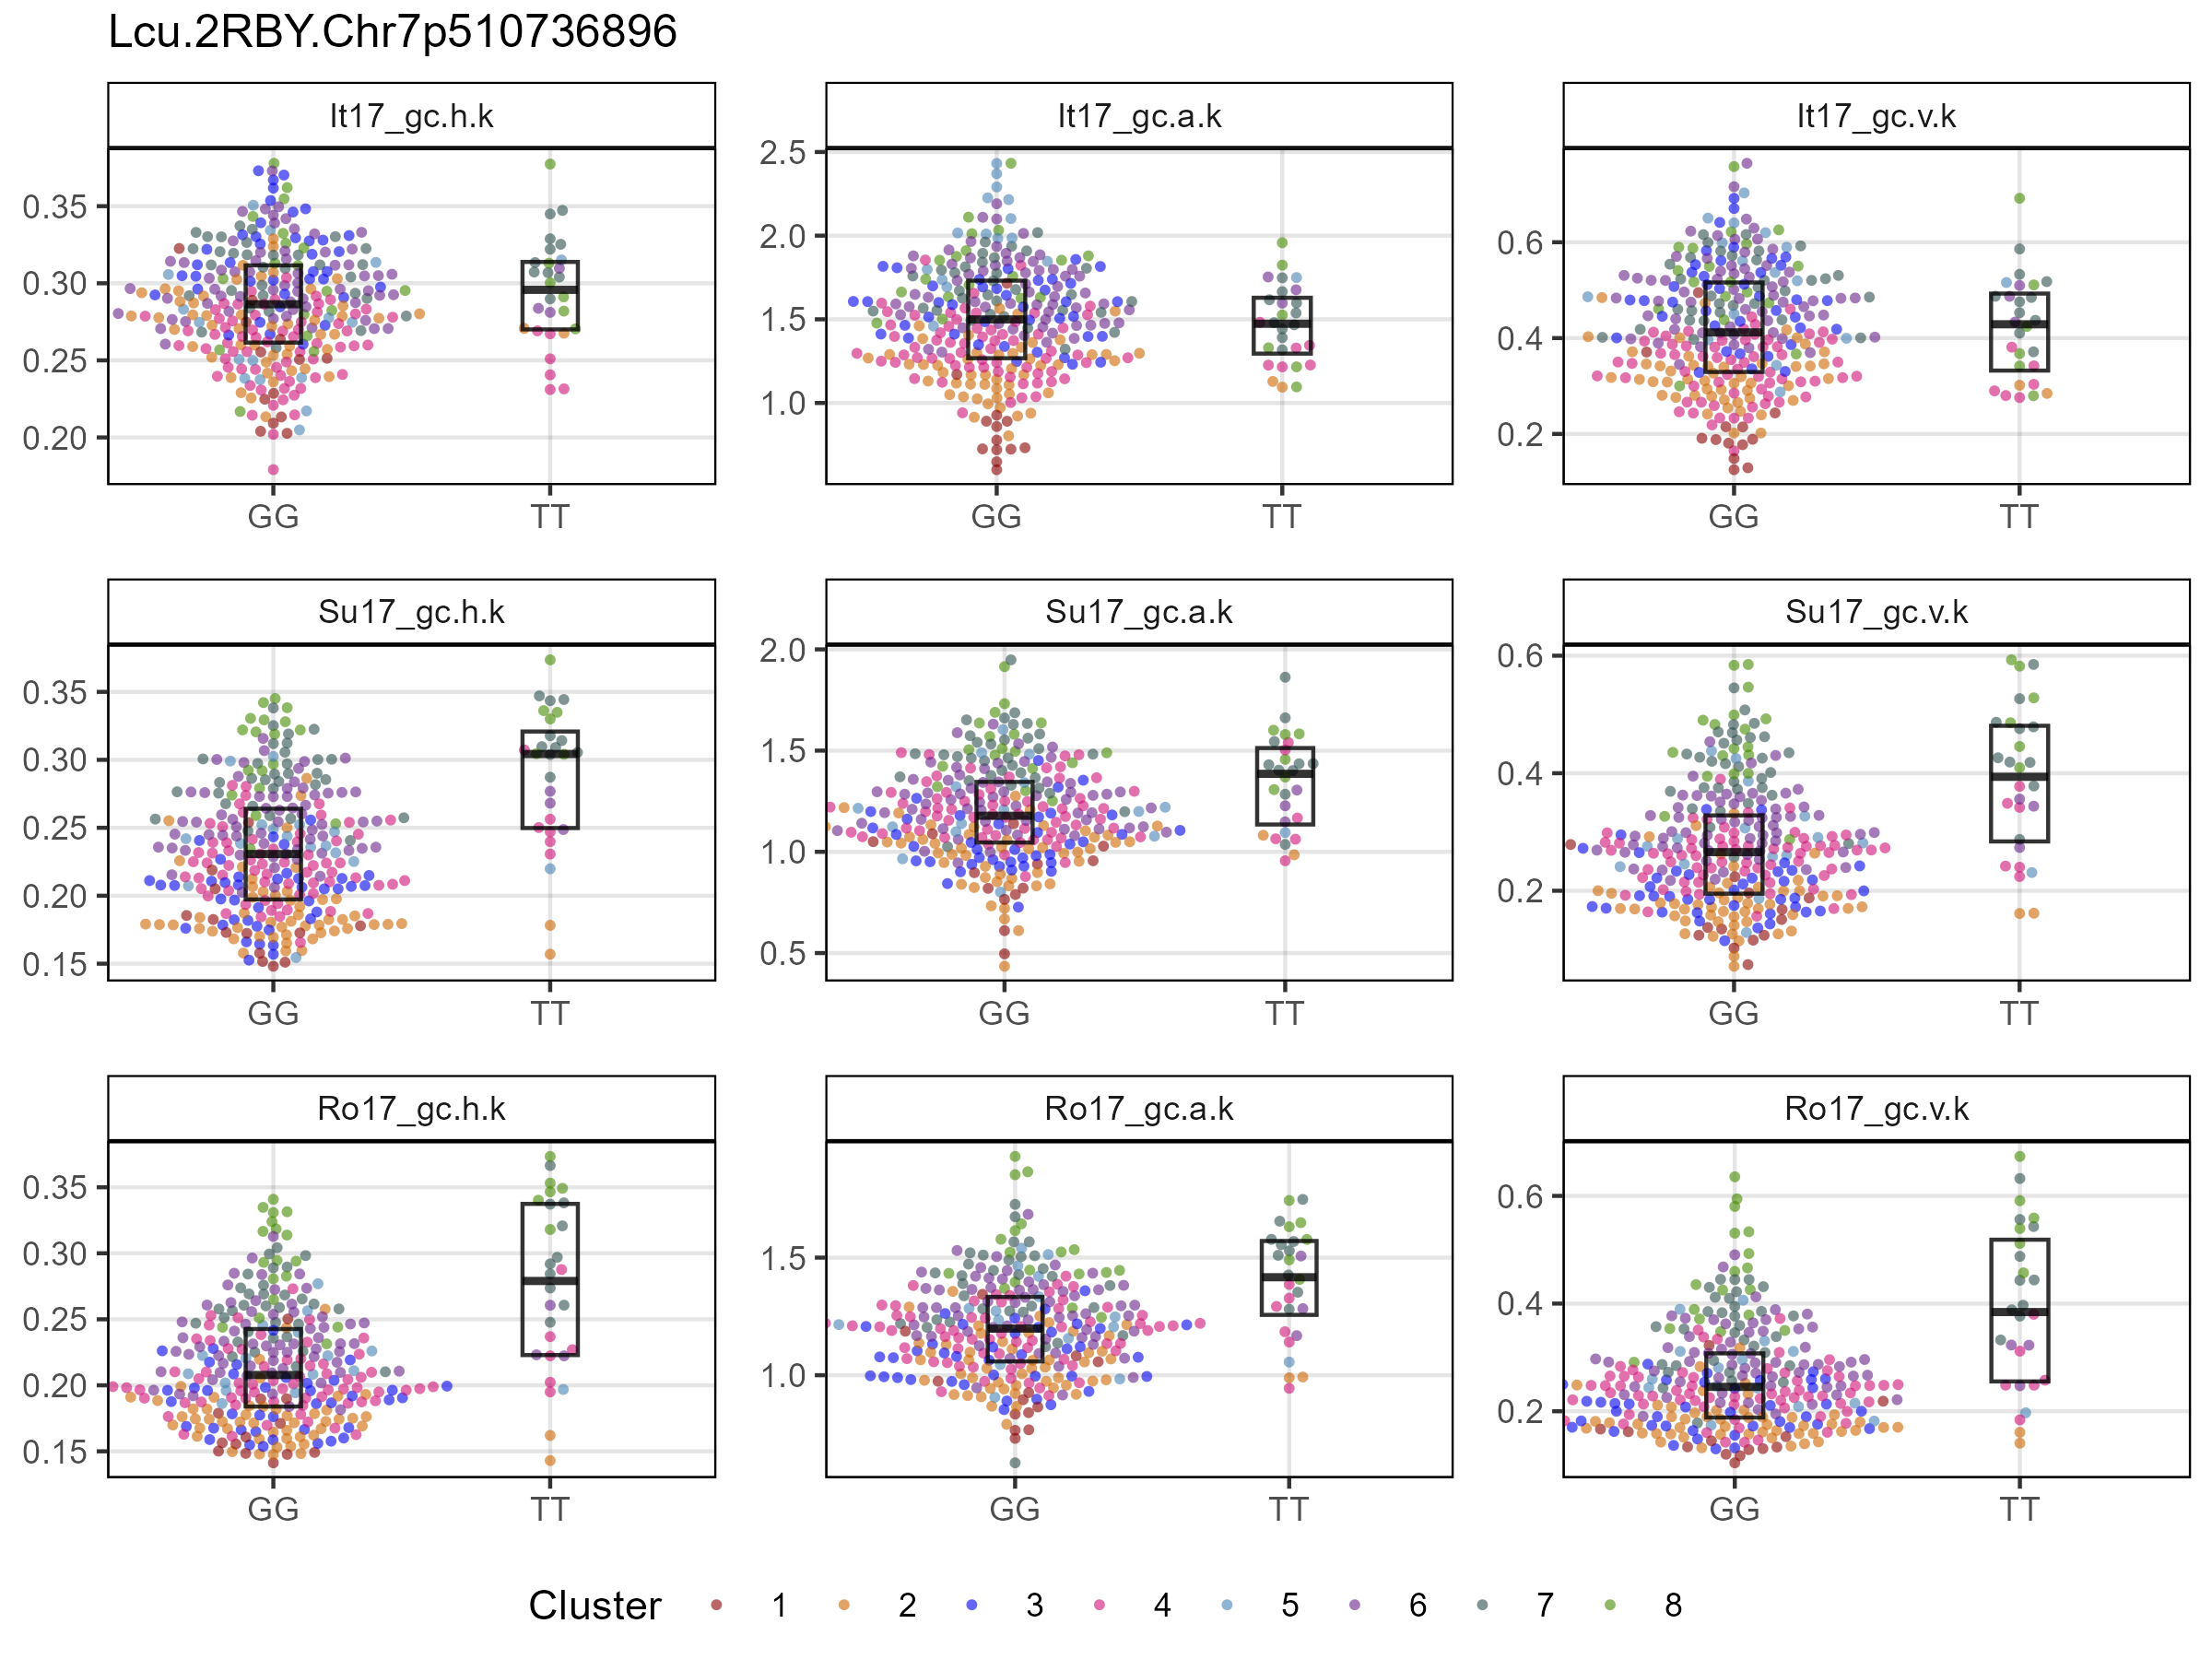 Lcu.2RBY.Chr7p510736896
It17_gc.h.k It17_gc.a.k It17_gc.v.k
0.35
0.30
0.25
0.20
GG TT
2.5
2.0
1.5
1.0
GG TT
0.6
0.4
0.2
GG TT
Su17_gc.h.k Su17_gc.a.k Su17_gc.v.k
0.35
0.30
0.25
0.20
0.15
GG TT
2.0
1.5
1.0
0.5
GG TT
0.6
0.4
0.2
GG TT
Ro17_gc.h.k Ro17_gc.a.k Ro17_gc.v.k
0.35
0.30
0.25
0.20
0.15
GG TT
1.5
1.0
GG TT
0.6
0.4
0.2
GG TT
Cluster 1 2 3 4 5 6 7 8